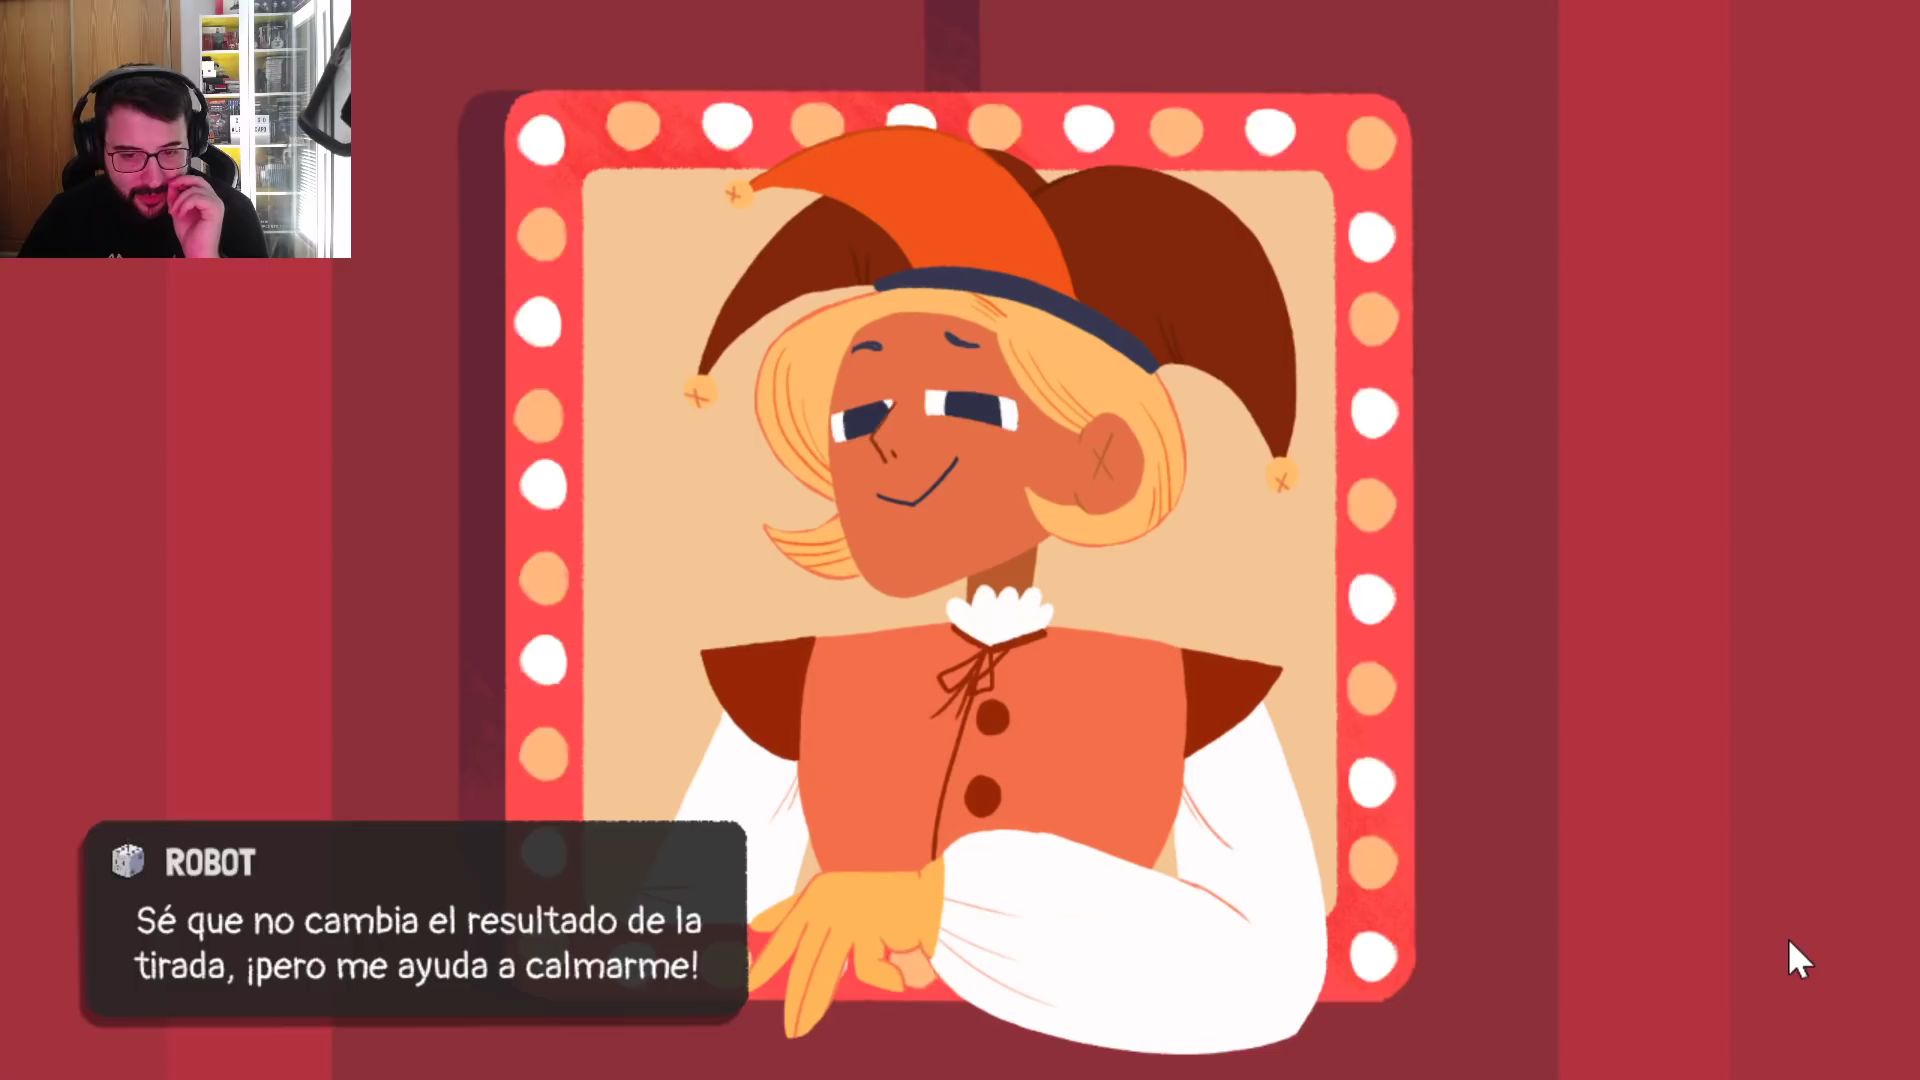 ROBOT
Sé que no cambia el resultado de la
tirada, ¡pero me ayuda a calmarme!